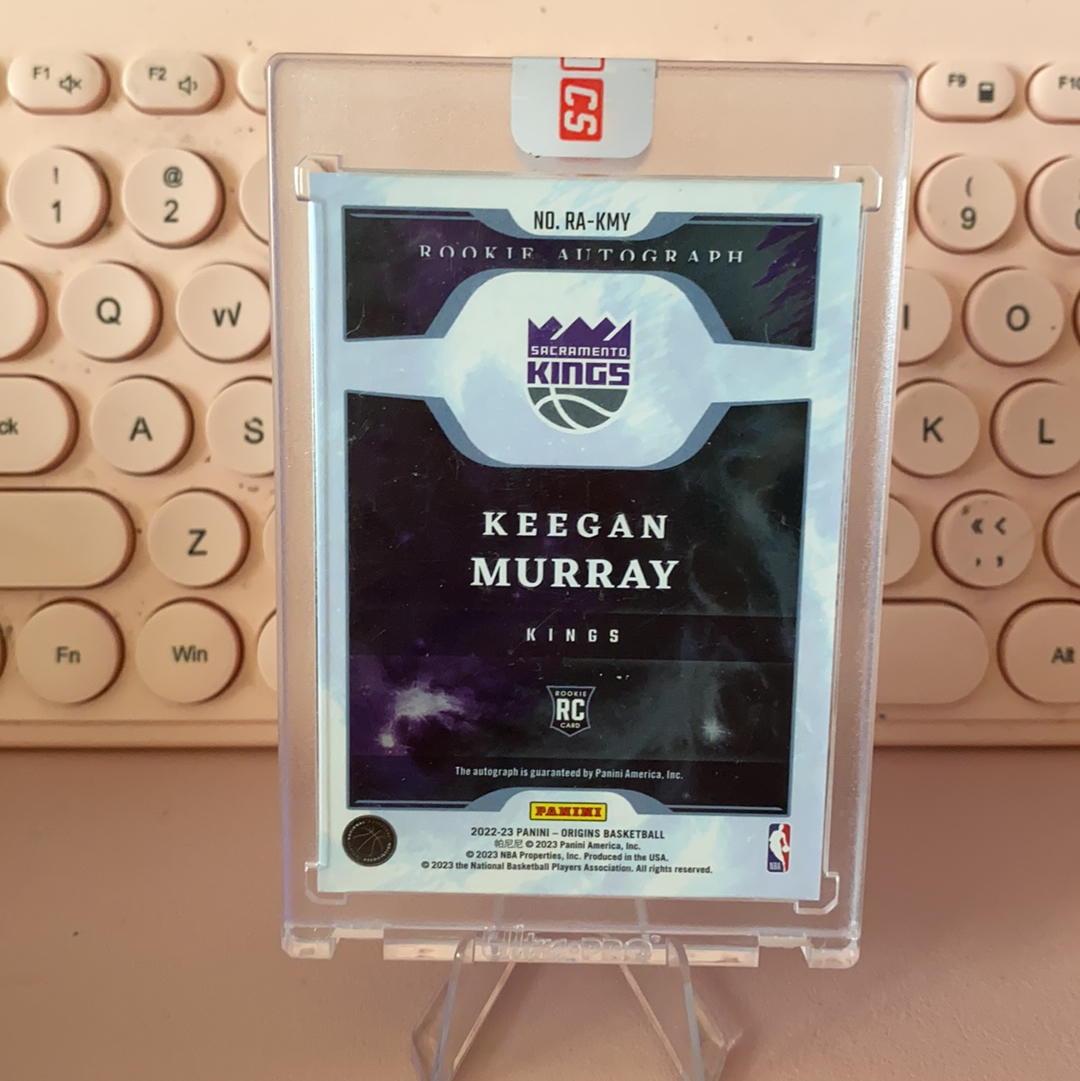 F1
F2
F9
F10
CS
!
1
@
2
(
9
NO. RA-KMY
ROOKIE AUTOGRAPH
Q
W
I
O
SACRAMENTO
KINGS
A
S
K
L
KEEGAN
MURRAY
Z
KINGS
Fn
Win
Alt
ROOKIE
RC
CARD
The autograph is guaranteed by Panini America, Inc.
PANINI
2022-23 PANINI – ORIGINS BASKETBALL
帕尼尼 © 2023 Panini America, Inc.
© 2023 NBA Properties, Inc. Produced in the USA.
© 2023 the National Basketball Players Association. All rights reserved.
NBA
Ultra·PRO